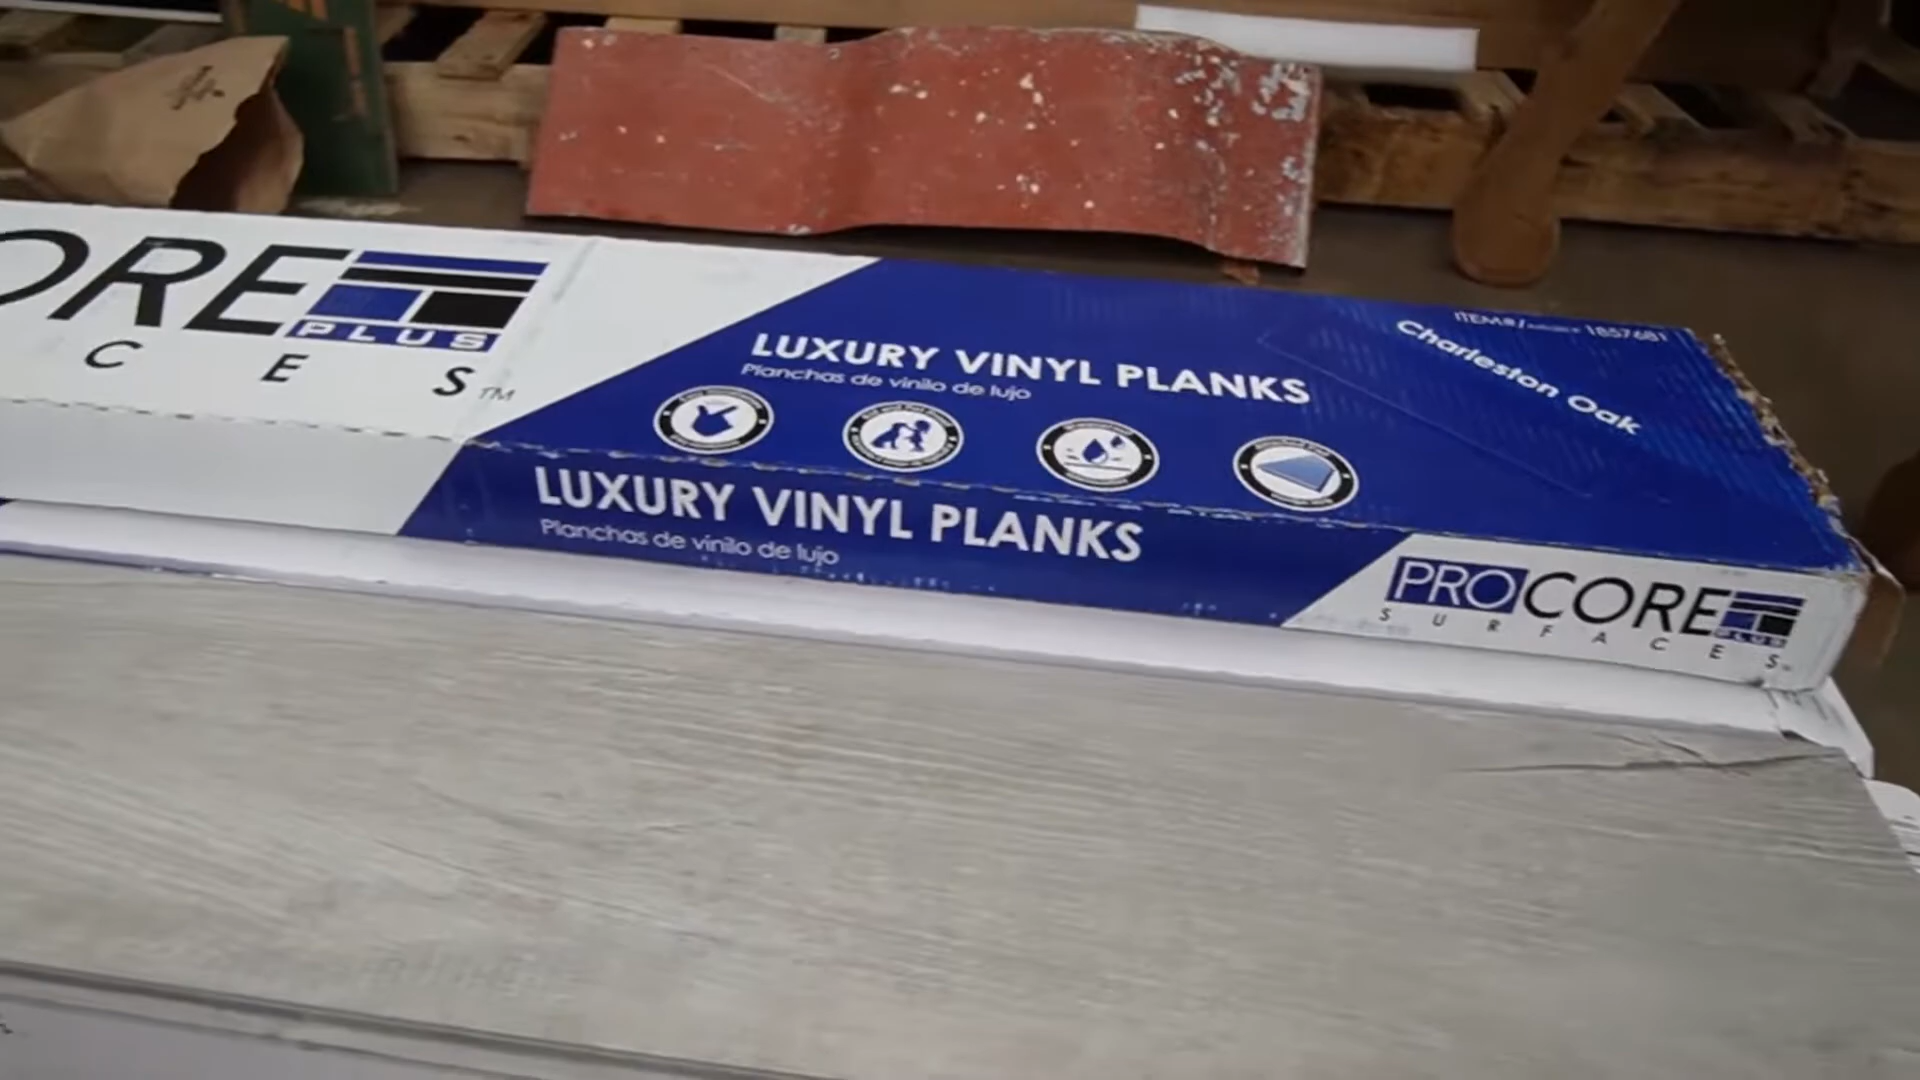 ORE PLUS
C E S™
LUXURY VINYL PLANKS
Planchas de vinilo de lujo
ITEM#/ 1857681
Charleston Oak
LUXURY VINYL PLANKS
Planchas de vinilo de lujo
PROCORE PLUS
SURFACES